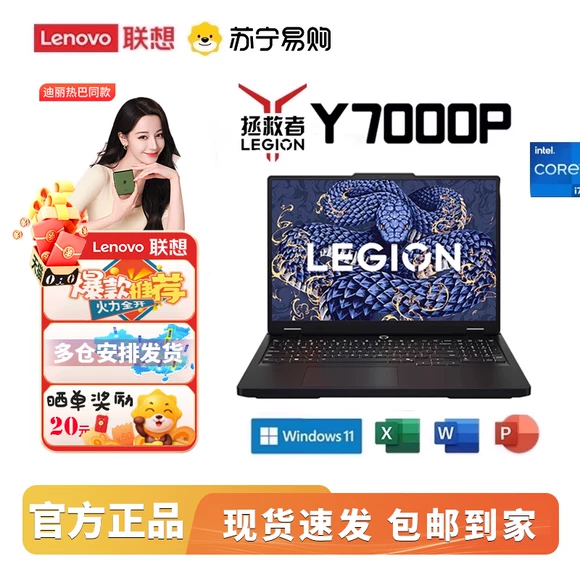 Lenovo 联想 苏宁易购
迪丽热巴同款
拯救者
LEGION
Y7000P
intel.
CORE
i7
LEGION
Lenovo 联想
爆款推荐
火力全开
多仓安排发货
晒单奖励
20元
Windows 11
X
W
P
官方正品 现货速发 包邮到家